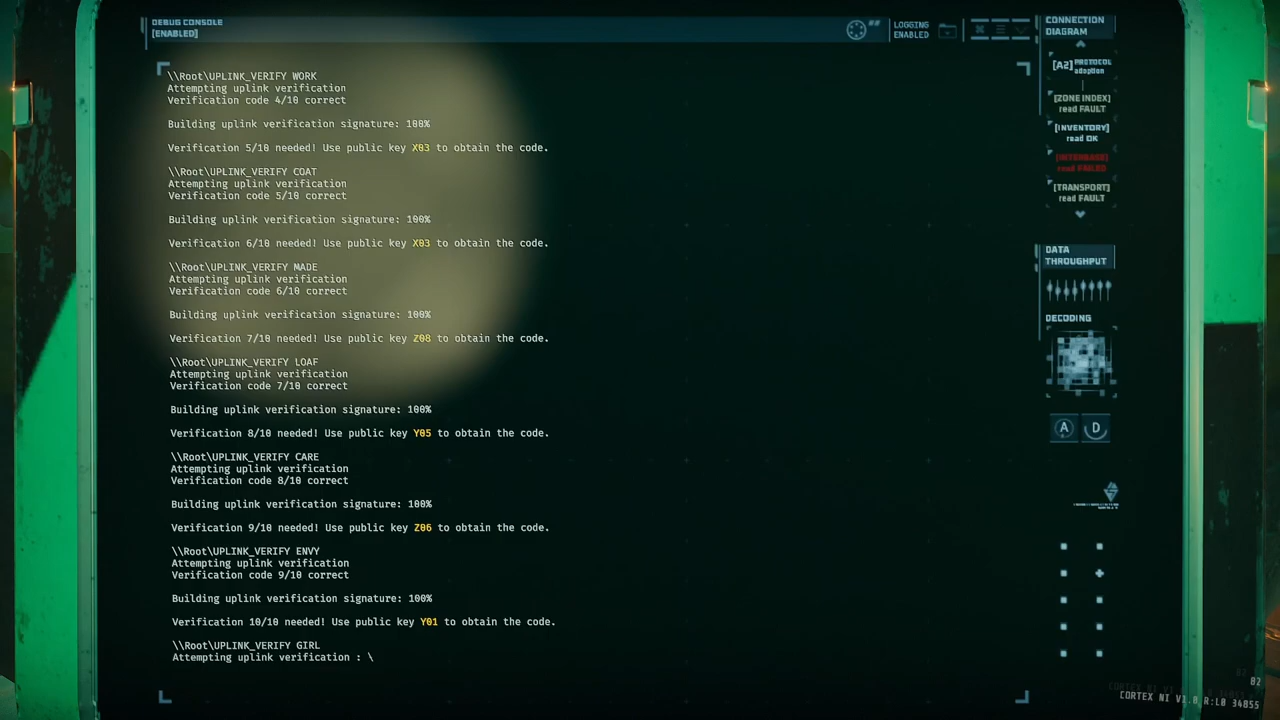 DEBUG CONSOLE
[ENABLED]
LOGGING
ENABLED
\\Root\UPLINK_VERIFY WORK
Attempting uplink verification
Verification code 4/10 correct
Building uplink verification signature: 100%
Verification 5/10 needed! Use public key X03 to obtain the code.
\\Root\UPLINK_VERIFY COAT
Attempting uplink verification
Verification code 5/10 correct
Building uplink verification signature: 100%
Verification 6/10 needed! Use public key X03 to obtain the code.
\\Root\UPLINK_VERIFY MADE
Attempting uplink verification
Verification code 6/10 correct
Building uplink verification signature: 100%
Verification 7/10 needed! Use public key Z08 to obtain the code.
\\Root\UPLINK_VERIFY LOAF
Attempting uplink verification
Verification code 7/10 correct
Building uplink verification signature: 100%
Verification 8/10 needed! Use public key Y05 to obtain the code.
\\Root\UPLINK_VERIFY CARE
Attempting uplink verification
Verification code 8/10 correct
Building uplink verification signature: 100%
Verification 9/10 needed! Use public key Z06 to obtain the code.
\\Root\UPLINK_VERIFY ENVY
Attempting uplink verification
Verification code 9/10 correct
Building uplink verification signature: 100%
Verification 10/10 needed! Use public key Y01 to obtain the code.
\\Root\UPLINK_VERIFY GIRL
Attempting uplink verification : \
CONNECTION
DIAGRAM
[A2] PROTOCOL
adoption
[ZONE INDEX]
read FAULT
[INVENTORY]
read OK
read FAILED
[TRANSPORT]
read FAULT
DATA
THROUGHPUT
DECODING
A D
82
CORTEX NI V1.0 R:L0 34855